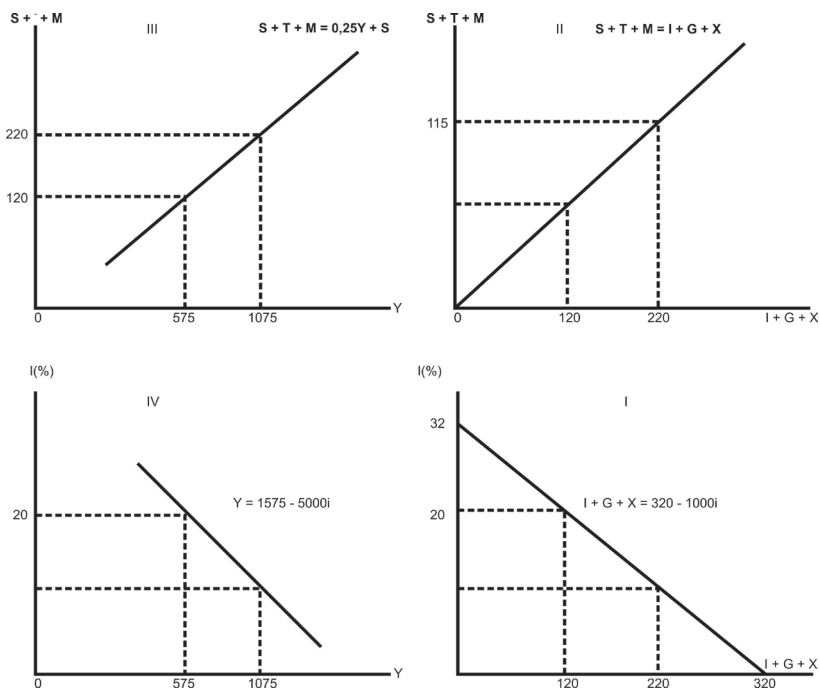 S + + M
III
S + T + M = 0,25Y + S
220
120
0
575
1075
Y
S + T + M
II
S + T + M = I + G + X
115
0
120
220
I + G + X
I(%)
IV
Y = 1575 - 5000i
20
0
575
1075
Y
I(%)
I
32
I + G + X = 320 - 1000i
20
0
120
220
320
I + G + X